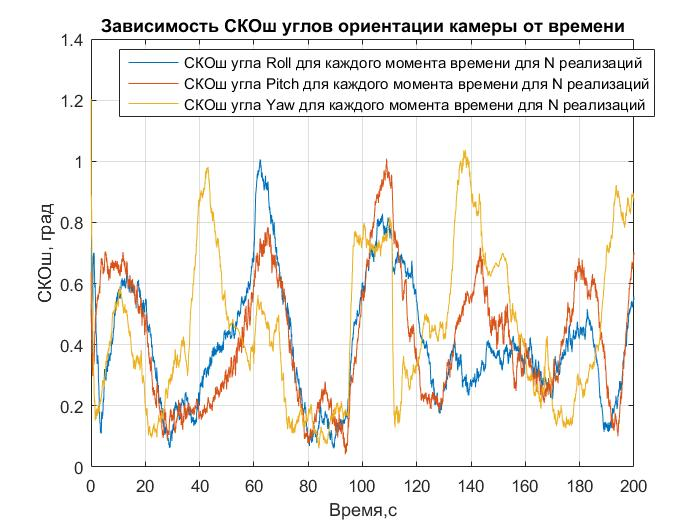 Зависимость СКОш углов ориентации камеры от времени
СКОш угла Roll для каждого момента времени для N реализаций
СКОш угла Pitch для каждого момента времени для N реализаций
СКОш угла Yaw для каждого момента времени для N реализаций
СКОш, град
1.4
1.2
1
0.8
0.6
0.4
0.2
0
0 20 40 60 80 100 120 140 160 180 200
Время,с